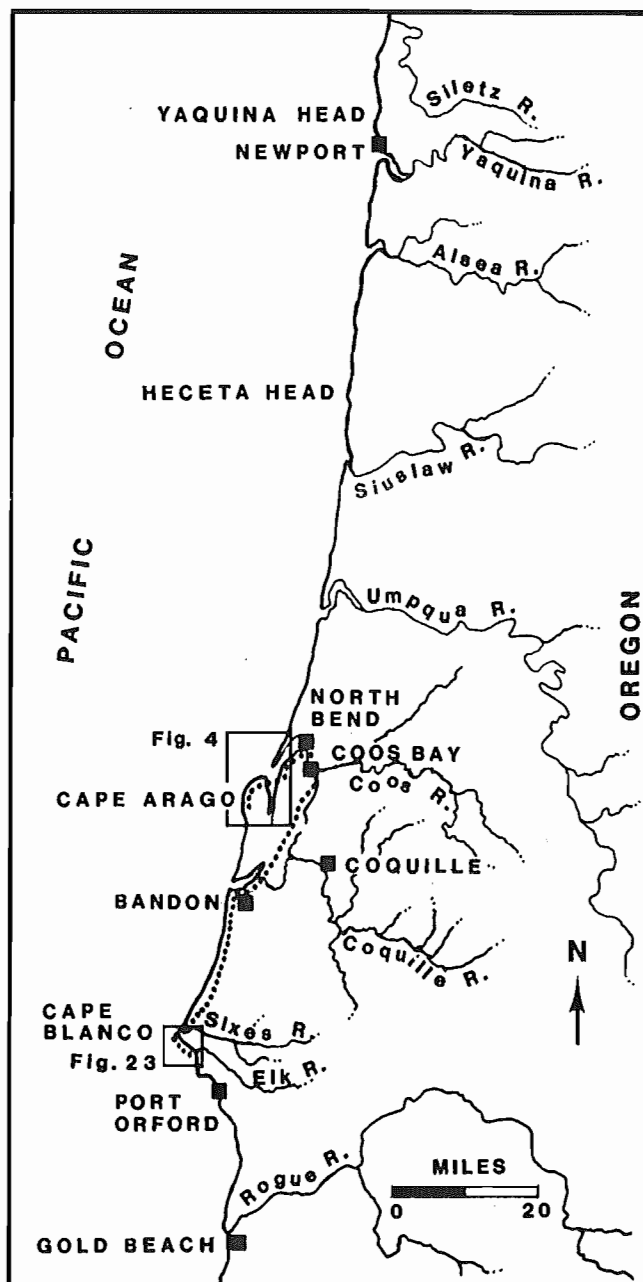 Siletz R.
YAQUINA HEAD
NEWPORT
Yaquina R.
Alsea R.
OCEAN
HECETA HEAD
Siuslaw R.
PACIFIC
Umpqua R.
OREGON
NORTH
BEND
Fig. 4
COOS BAY
CAPE ARAGO
Coos R.
COQUILLE
BANDON
Coquille R.
N
CAPE
BLANCO
Sixes R.
Fig. 23
Elk R.
PORT
ORFORD
MILES
Rogue R.
0 20
GOLD BEACH